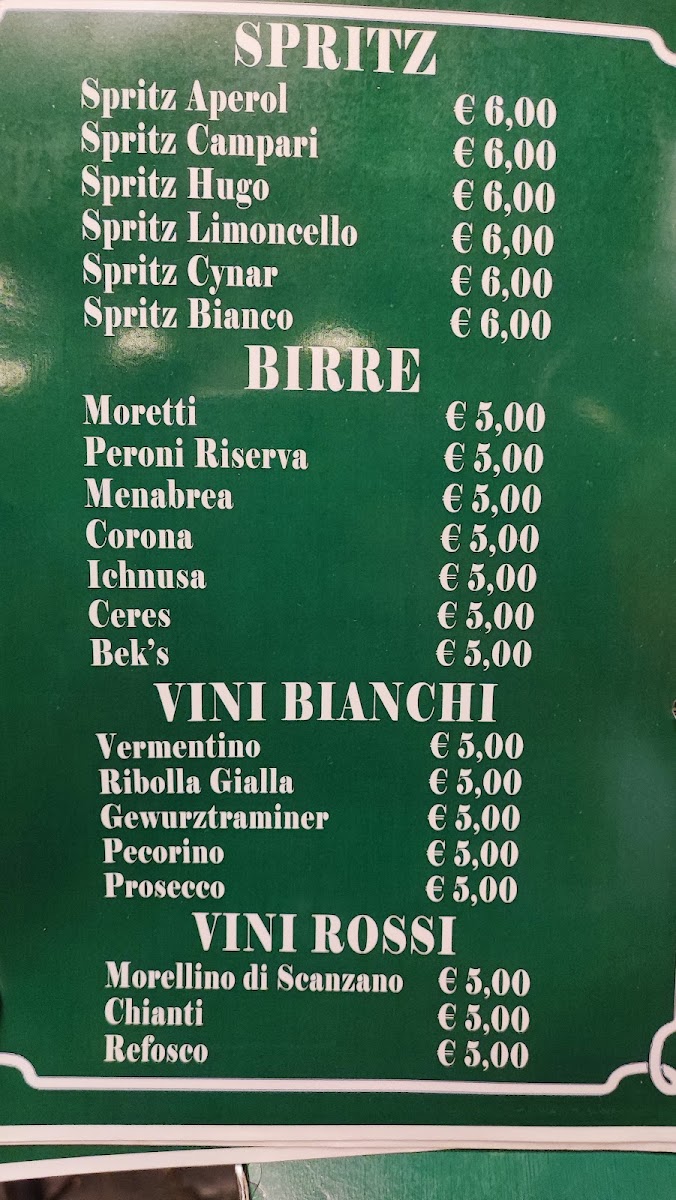 SPRITZ
Spritz Aperol € 6,00
Spritz Campari € 6,00
Spritz Hugo € 6,00
Spritz Limoncello € 6,00
Spritz Cynar € 6,00
Spritz Bianco € 6,00
BIRRE
Moretti € 5,00
Peroni Riserva € 5,00
Menabrea € 5,00
Corona € 5,00
Ichnusa € 5,00
Ceres € 5,00
Bek's € 5,00
VINI BIANCHI
Vermentino € 5,00
Ribolla Gialla € 5,00
Gewurztraminer € 5,00
Pecorino € 5,00
Prosecco € 5,00
VINI ROSSI
Morellino di Scanzano € 5,00
Chianti € 5,00
Refosco € 5,00